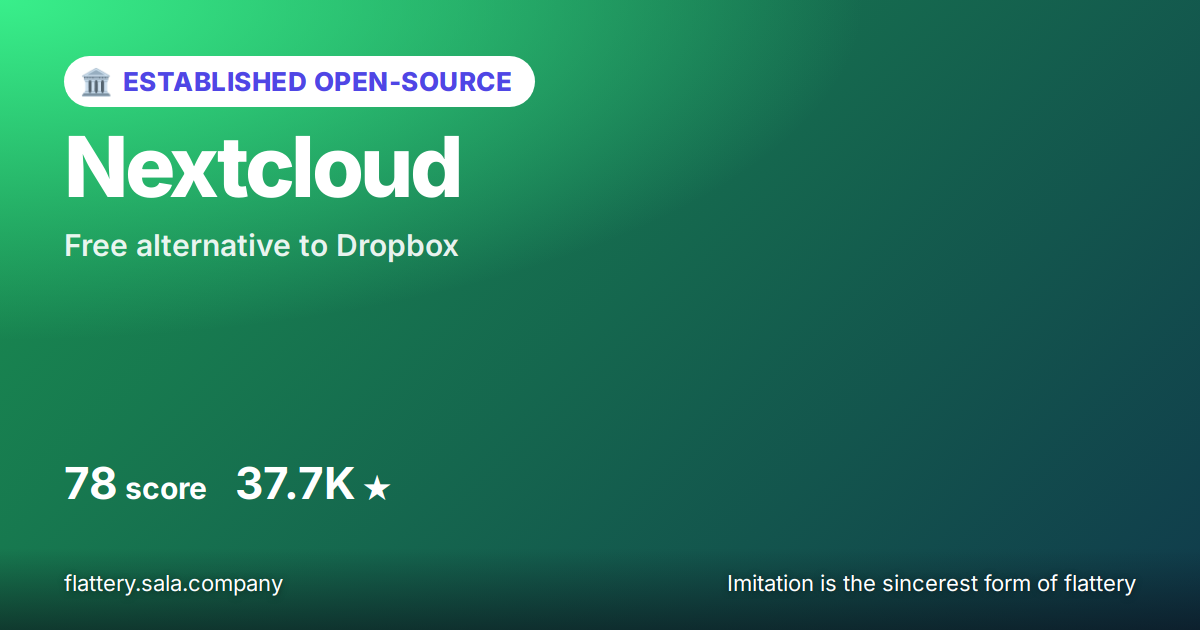 🏛️ ESTABLISHED OPEN-SOURCE
Nextcloud
Free alternative to Dropbox
78 score 37.7K ★
flattery.sala.company
Imitation is the sincerest form of flattery